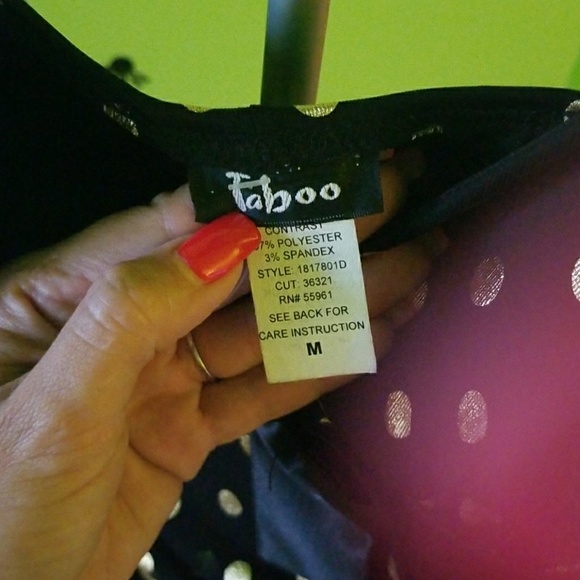 Taboo
CONTRAST
7% POLYESTER
3% SPANDEX
STYLE: 1817801D
CUT: 36321
RN# 55961
SEE BACK FOR
CARE INSTRUCTION
M